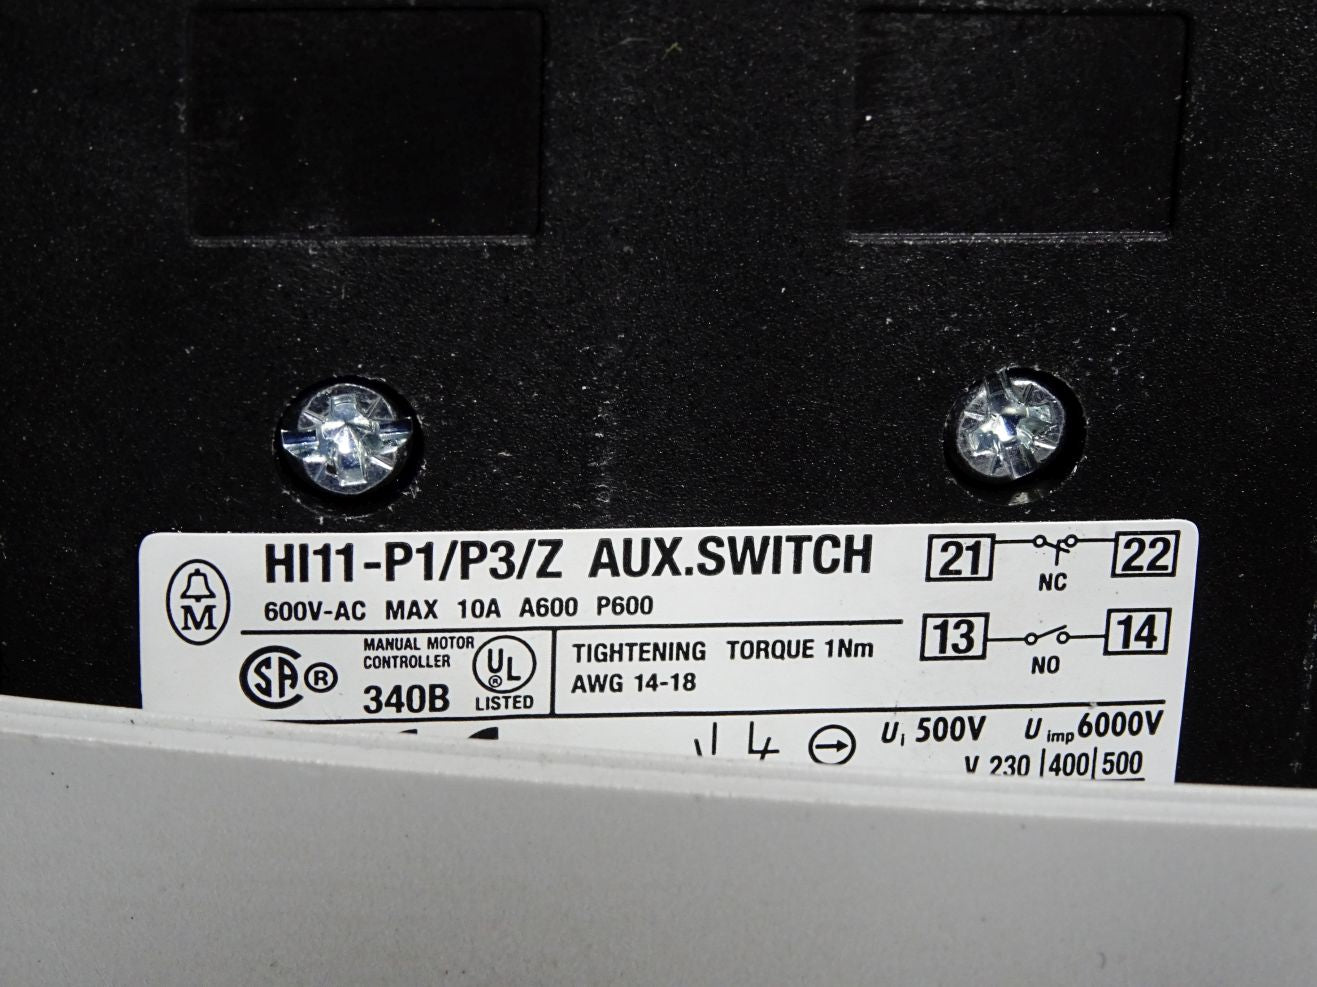 M
HI11-P1/P3/Z AUX.SWITCH
600V-AC MAX 10A A600 P600
21 22
NC
13 14
NO
SA ®
MANUAL MOTOR
CONTROLLER
340B
UL ®
LISTED
TIGHTENING TORQUE 1Nm
AWG 14-18
Ui 500V Uimp 6000V
V 230 |400|500